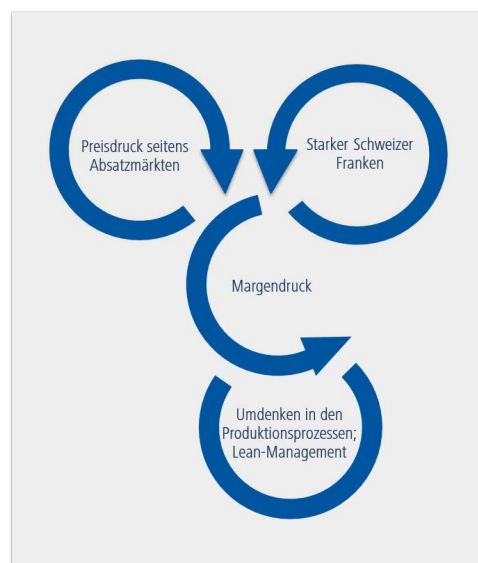 Preisdruck seitens
Absatzmärkten
Starker Schweizer
Franken
Margendruck
Umdenken in den
Produktionsprozessen;
Lean-Management